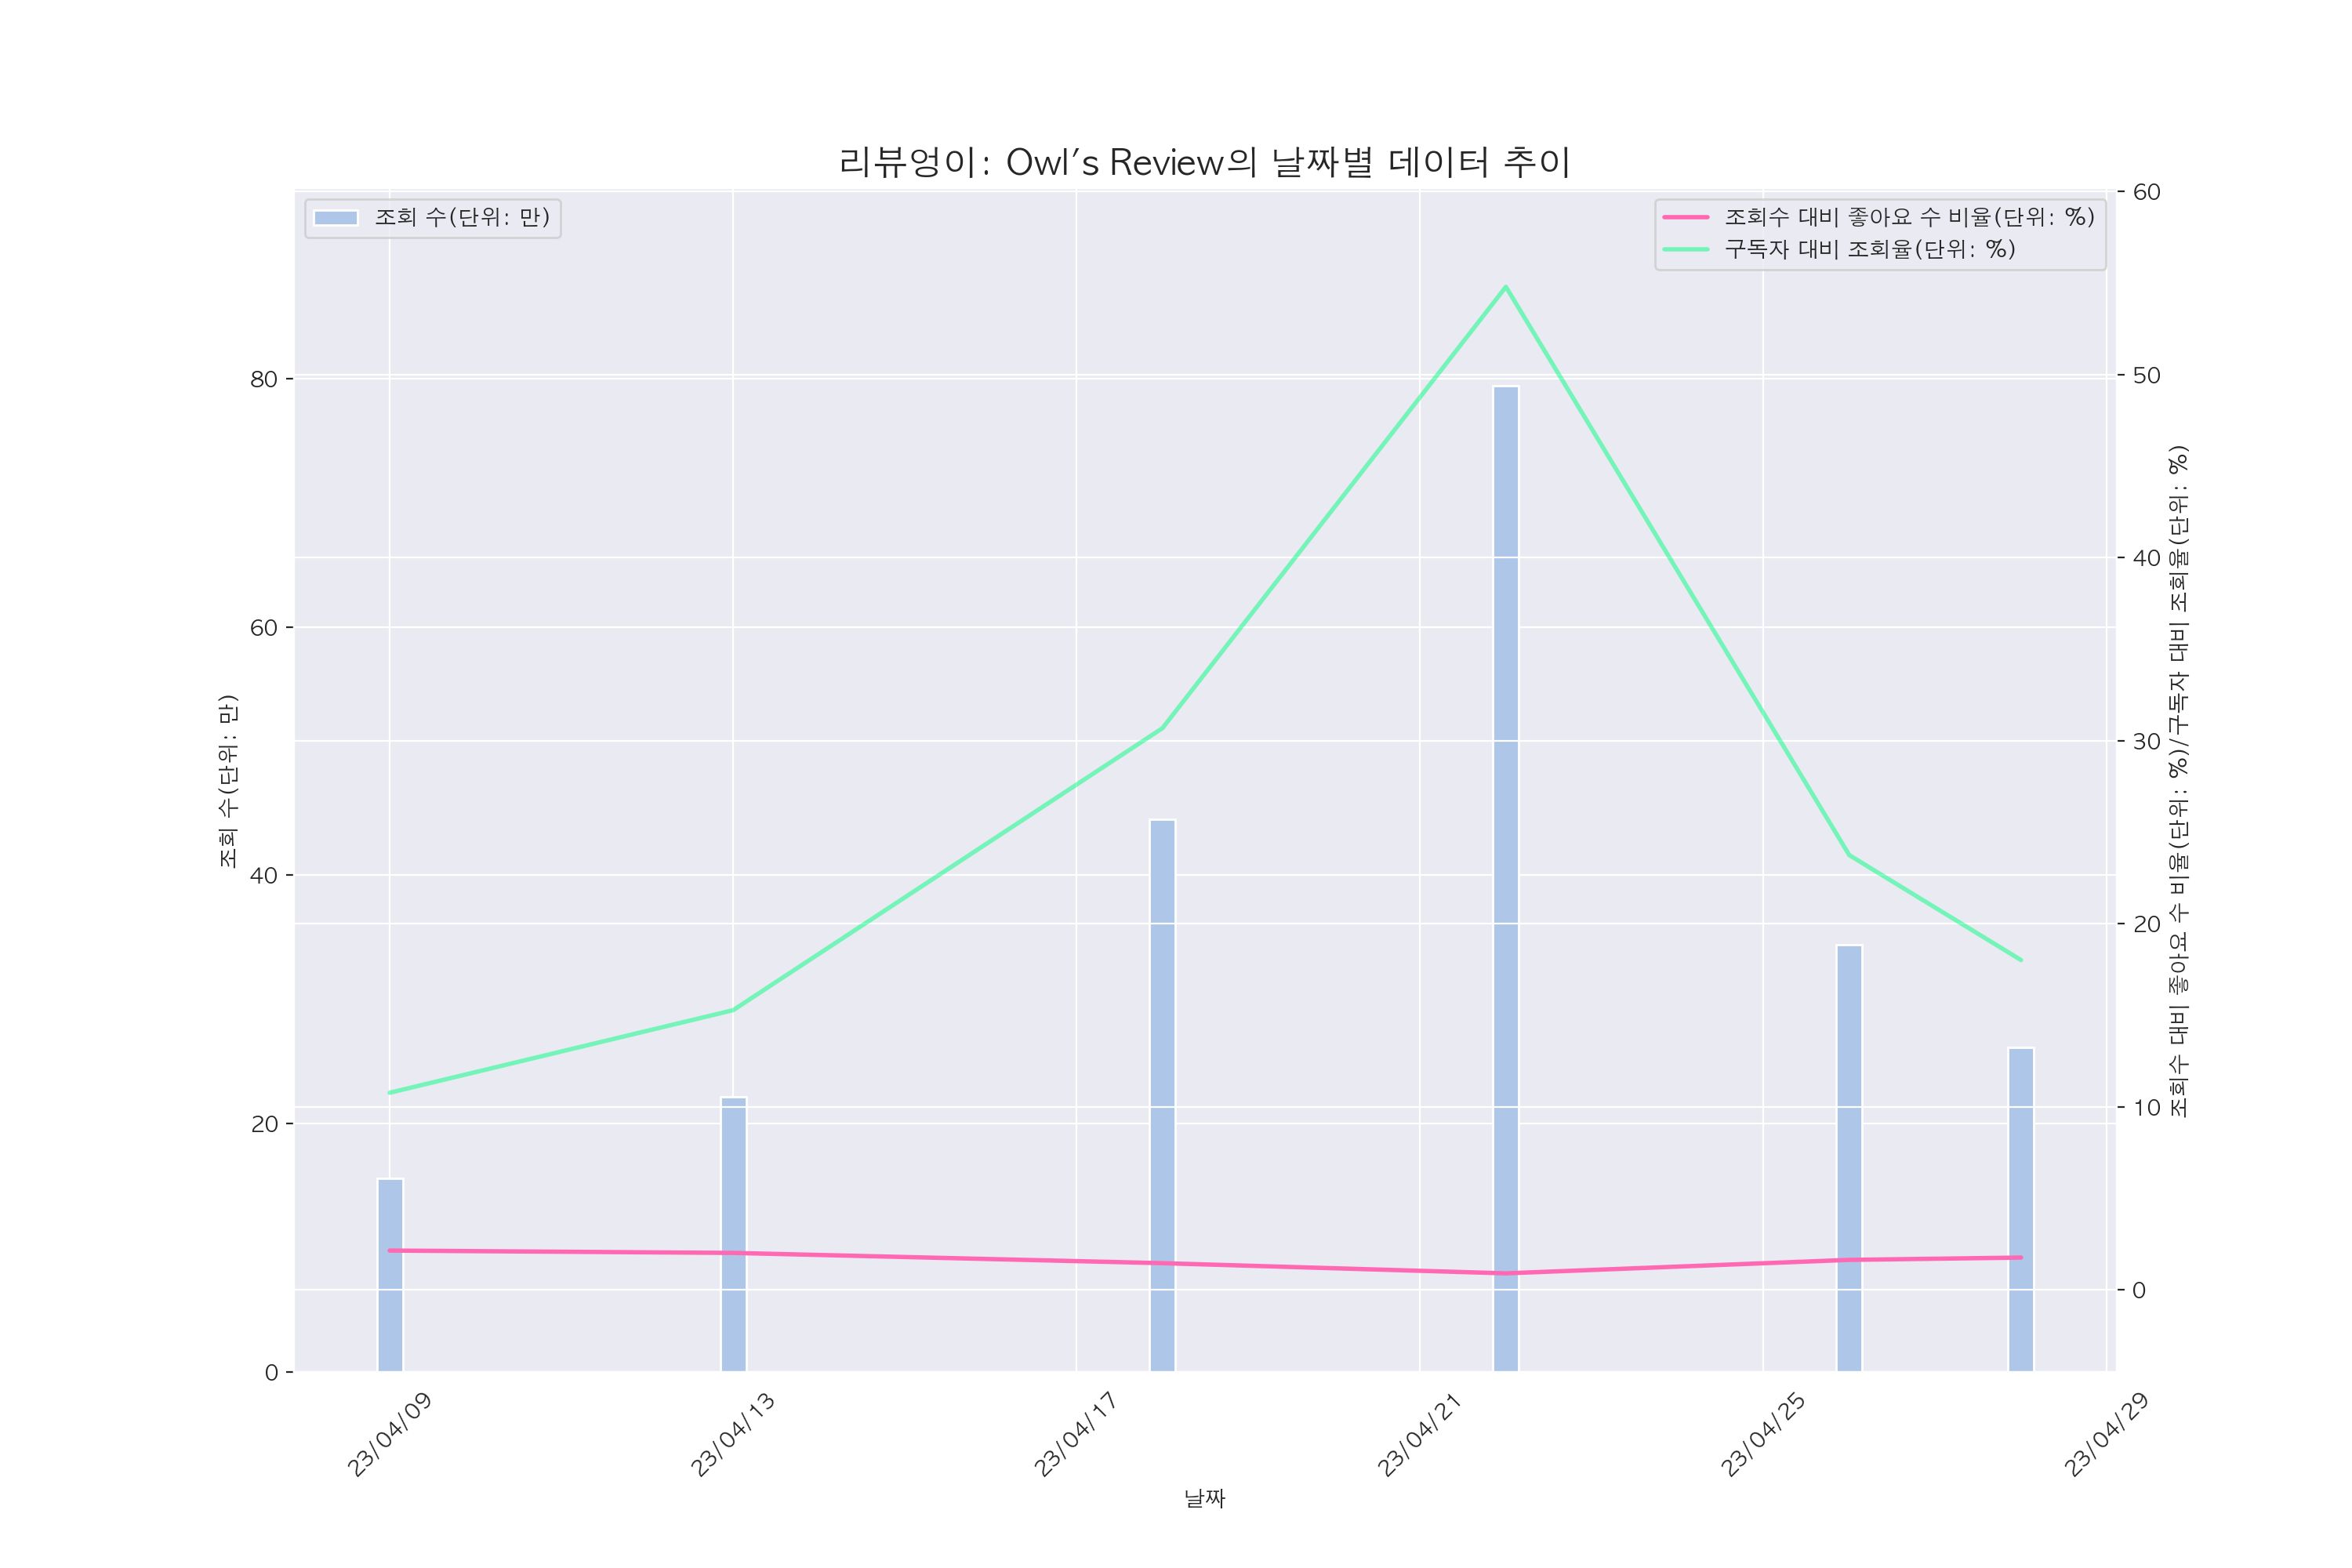 리뷰엉이: Owl's Review의 날짜별 데이터 추이
조회 수(단위: 만)
조회수 대비 좋아요 수 비율(단위: %)
구독자 대비 조회율(단위: %)
80
60
40
20
0
조회 수(단위: 만)
60
50
40
30
20
10
0
조회수 대비 좋아요 수 비율(단위: %)/구독자 대비 조회율(단위: %)
23/04/09
23/04/13
23/04/17
23/04/21
23/04/25
23/04/29
날짜